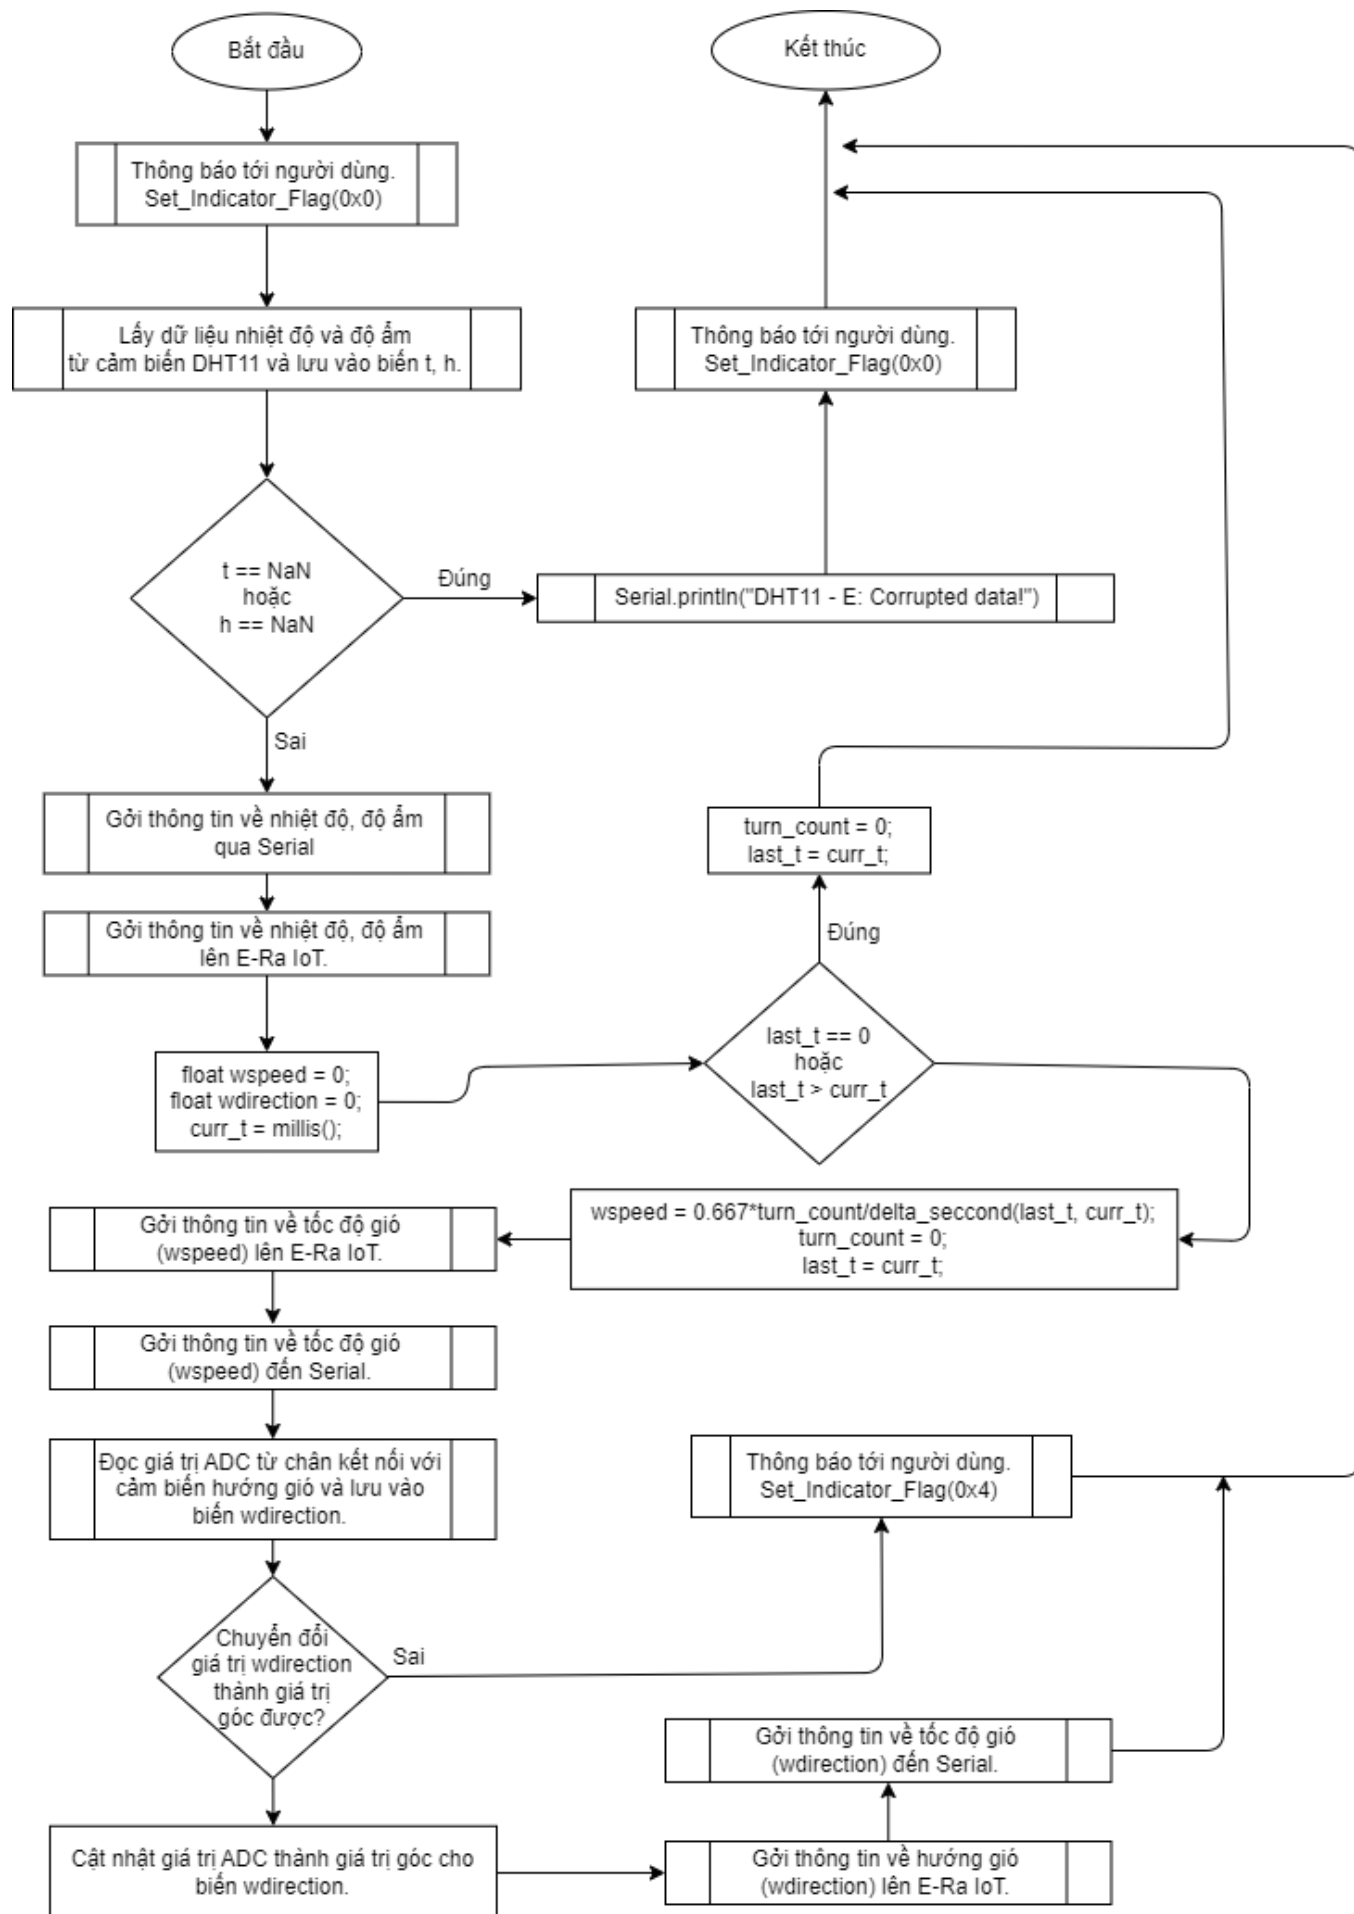 Bắt đầu
Kết thúc
Thông báo tới người dùng.
Set_Indicator_Flag(0x0)
Lấy dữ liệu nhiệt độ và độ ẩm
từ cảm biến DHT11 và lưu vào biến t, h.
Thông báo tới người dùng.
Set_Indicator_Flag(0x0)
t == NaN
hoặc
h == NaN
Đúng
Serial.println("DHT11 - E: Corrupted data!")
Sai
Gởi thông tin về nhiệt độ, độ ẩm
qua Serial
turn_count = 0;
last_t = curr_t;
Gởi thông tin về nhiệt độ, độ ẩm
lên E-Ra IoT.
Đúng
last_t == 0
hoặc
last_t > curr_t
float wspeed = 0;
float wdirection = 0;
curr_t = millis();
wspeed = 0.667*turn_count/delta_seccond(last_t, curr_t);
turn_count = 0;
last_t = curr_t;
Gởi thông tin về tốc độ gió
(wspeed) lên E-Ra IoT.
Gởi thông tin về tốc độ gió
(wspeed) đến Serial.
Đọc giá trị ADC từ chân kết nối với
cảm biến hướng gió và lưu vào
biến wdirection.
Thông báo tới người dùng.
Set_Indicator_Flag(0x4)
Chuyển đổi
giá trị wdirection
thành giá trị
góc được?
Sai
Gởi thông tin về tốc độ gió
(wdirection) đến Serial.
Cật nhật giá trị ADC thành giá trị góc cho
biến wdirection.
Gởi thông tin về hướng gió
(wdirection) lên E-Ra IoT.